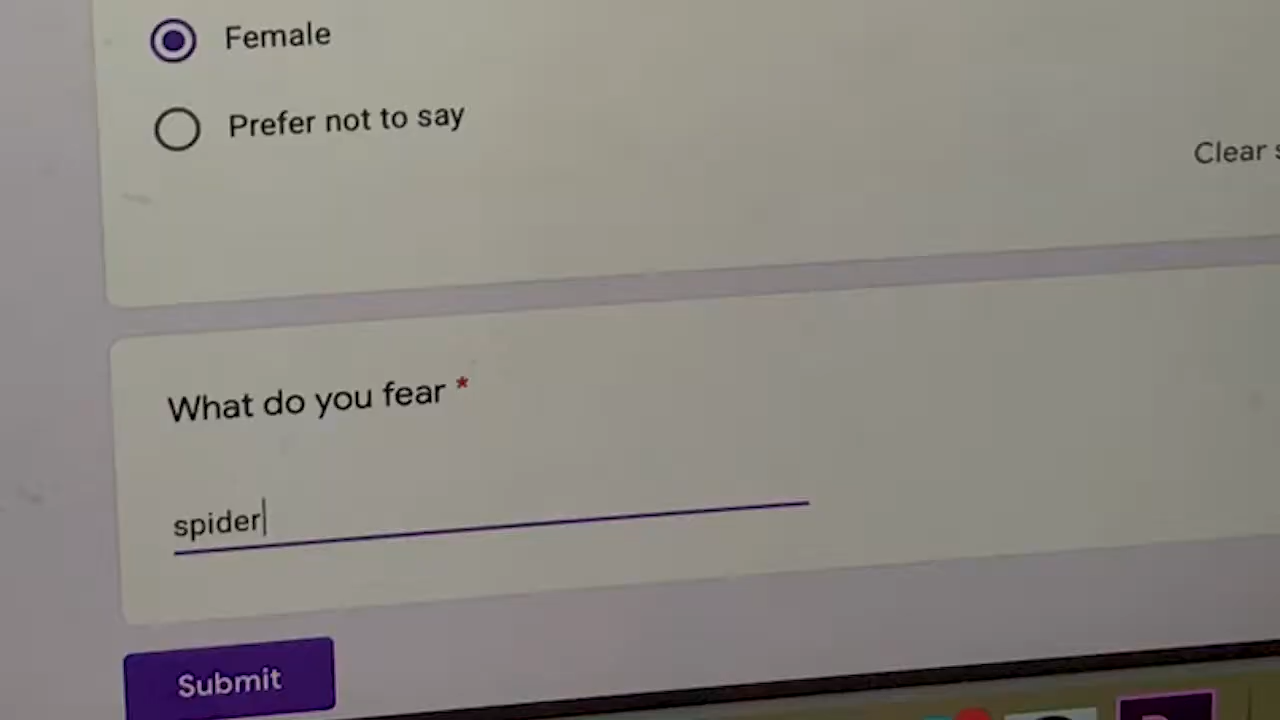 Female
Prefer not to say
Clear
What do you fear *
spider
Submit